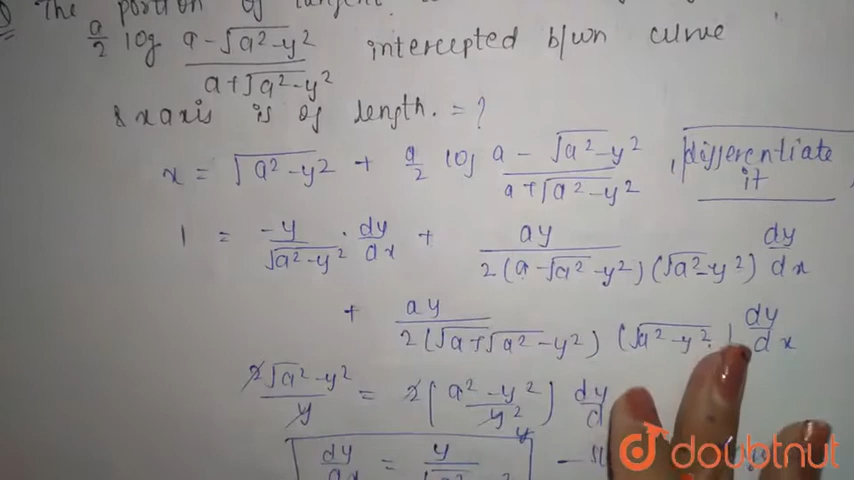 The portion of tangent
a/2 log (a - √(a² - y²))/(a + √(a² - y²)) intercepted b/wn curve
& x axis is of length. = ?
x = √(a² - y²) + a/2 log (a - √(a² - y²))/(a + √(a² - y²)) , differentiate it
1 = -y/√(a² - y²) · dy/dx + ay/(2(a - √(a² - y²))(√(a² - y²))) dy/dx
+ ay/(2(√a + √(a² - y²))(√(a² - y²))) dy/dx
2√(a² - y²)/y = 2((a² - y²)/y²) dy/
dy/dx = y/√a²
doubtnut